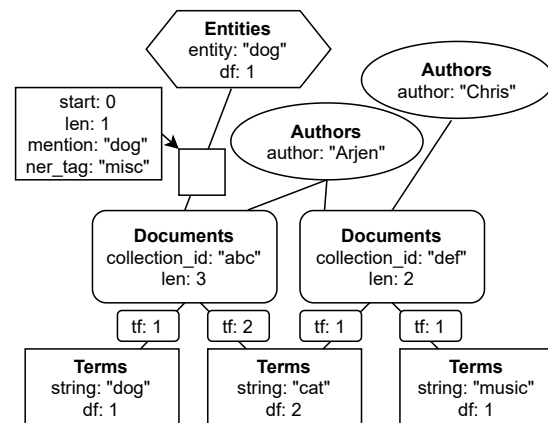 Entities
entity: "dog"
df: 1
Authors
author: "Chris"
start: 0
len: 1
mention: "dog"
ner_tag: "misc"
Authors
author: "Arjen"
Documents
collection_id: "abc"
len: 3
Documents
collection_id: "def"
len: 2
tf: 1
tf: 2
tf: 1
tf: 1
Terms
string: "dog"
df: 1
Terms
string: "cat"
df: 2
Terms
string: "music"
df: 1